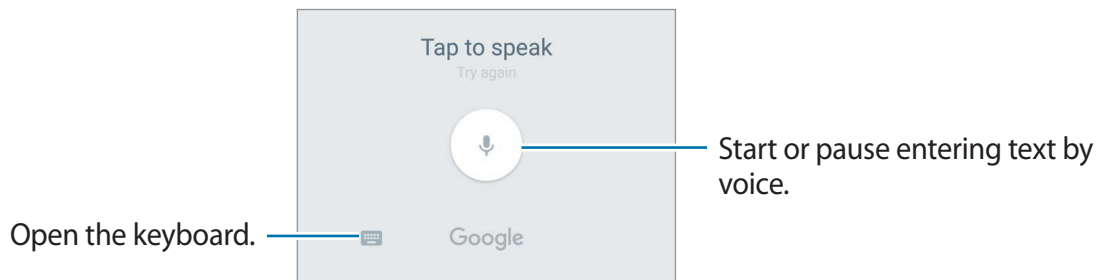 Tap to speak
Try again
Start or pause entering text by
voice.
Open the keyboard.
Google